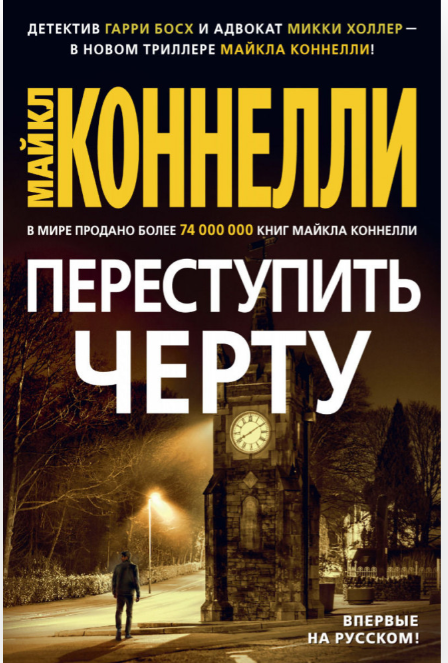 ДЕТЕКТИВ ГАРРИ БОСХ И АДВОКАТ МИККИ ХОЛЛЕР —
В НОВОМ ТРИЛЛЕРЕ МАЙКЛА КОННЕЛЛИ!
МАЙКЛ
КОННЕЛЛИ
В МИРЕ ПРОДАНО БОЛЕЕ 74 000 000 КНИГ МАЙКЛА КОННЕЛЛИ
ПЕРЕСТУПИТЬ
ЧЕРТУ
ВПЕРВЫЕ
НА РУССКОМ!